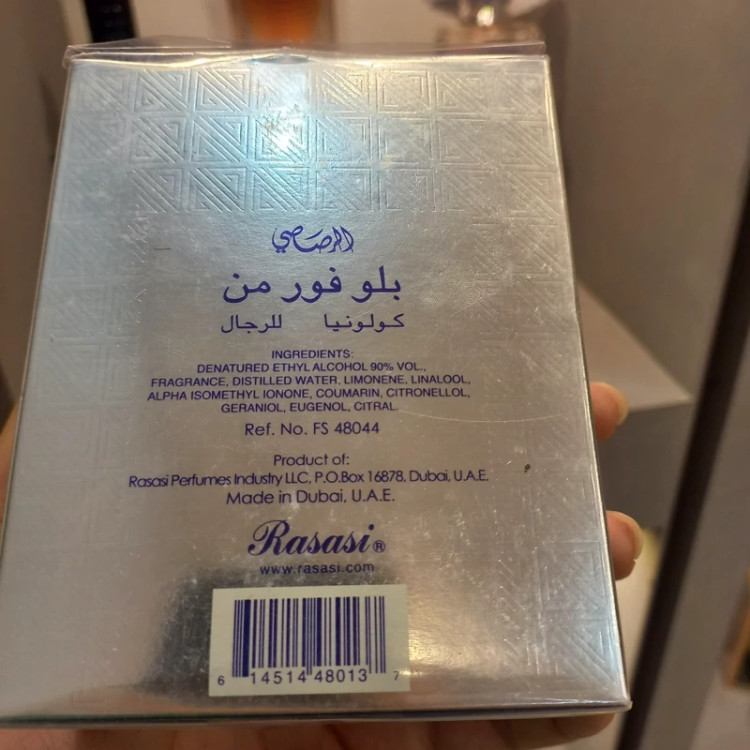 الرصاصي
بلو فور من
كولونيا للرجال
INGREDIENTS:
DENATURED ETHYL ALCOHOL 90% VOL.,
FRAGRANCE, DISTILLED WATER, LIMONENE, LINALOOL,
ALPHA ISOMETHYL IONONE, COUMARIN, CITRONELLOL,
GERANIOL, EUGENOL, CITRAL.
Ref. No. FS 48044
Product of:
Rasasi Perfumes Industry LLC, P.O.Box 16878, Dubai, U.A.E.
Made in Dubai, U.A.E.
Rasasi®
www.rasasi.com
6 14514 48013 7